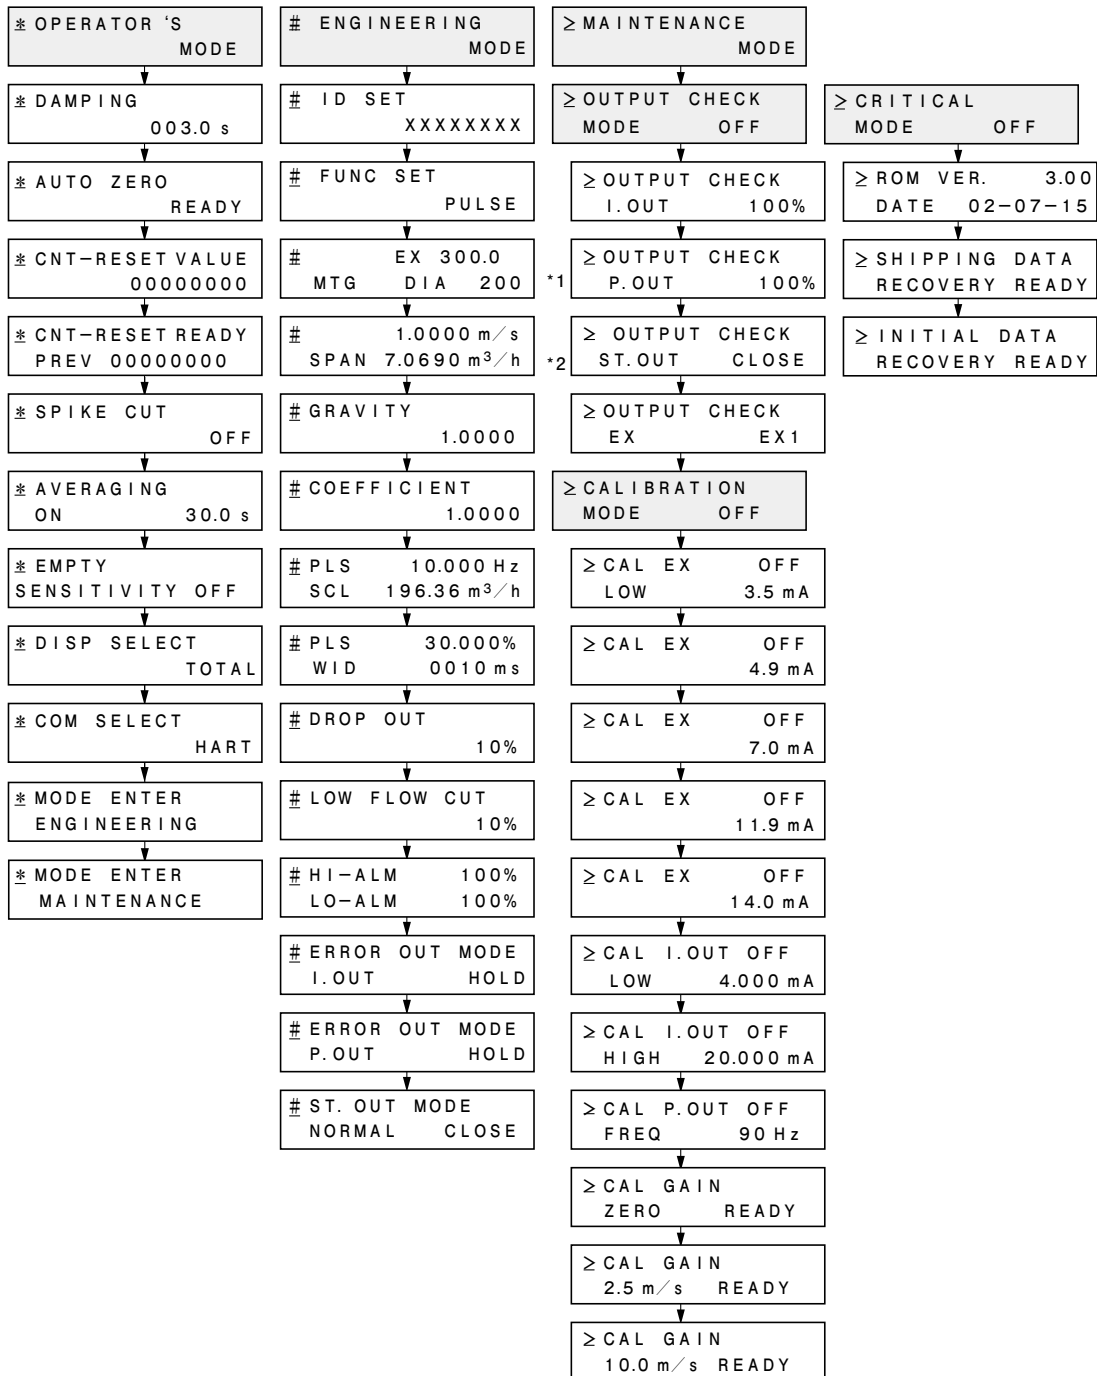 * OPERATOR 'S
MODE
* DAMPING
003.0 s
* AUTO ZERO
READY
* CNT−RESET VALUE
00000000
* CNT−RESET READY
PREV 00000000
* SPIKE CUT
OFF
* AVERAGING
ON 30.0 s
* EMPTY
SENSITIVITY OFF
* DISP SELECT
TOTAL
* COM SELECT
HART
* MODE ENTER
ENGINEERING
* MODE ENTER
MAINTENANCE
# ENGINEERING
MODE
# ID SET
XXXXXXXX
# FUNC SET
PULSE
# EX 300.0
MTG DIA 200
# 1.0000 m/s
SPAN 7.0690 m³/h
# GRAVITY
1.0000
# COEFFICIENT
1.0000
# PLS 10.000 Hz
SCL 196.36 m³/h
# PLS 30.000%
WID 0010 ms
# DROP OUT
10%
# LOW FLOW CUT
10%
# HI−ALM 100%
LO−ALM 100%
# ERROR OUT MODE
I.OUT HOLD
# ERROR OUT MODE
P.OUT HOLD
# ST. OUT MODE
NORMAL CLOSE
≥ MAINTENANCE
MODE
≥ OUTPUT CHECK
MODE OFF
≥ OUTPUT CHECK
I.OUT 100%
*1
≥ OUTPUT CHECK
P.OUT 100%
*2
≥ OUTPUT CHECK
ST.OUT CLOSE
≥ OUTPUT CHECK
EX EX1
≥ CALIBRATION
MODE OFF
≥ CAL EX OFF
LOW 3.5 mA
≥ CAL EX OFF
4.9 mA
≥ CAL EX OFF
7.0 mA
≥ CAL EX OFF
11.9 mA
≥ CAL EX OFF
14.0 mA
≥ CAL I.OUT OFF
LOW 4.000 mA
≥ CAL I.OUT OFF
HIGH 20.000 mA
≥ CAL P.OUT OFF
FREQ 90 Hz
≥ CAL GAIN
ZERO READY
≥ CAL GAIN
2.5 m/s READY
≥ CAL GAIN
10.0 m/s READY
≥ CRITICAL
MODE OFF
≥ ROM VER. 3.00
DATE 02−07−15
≥ SHIPPING DATA
RECOVERY READY
≥ INITIAL DATA
RECOVERY READY